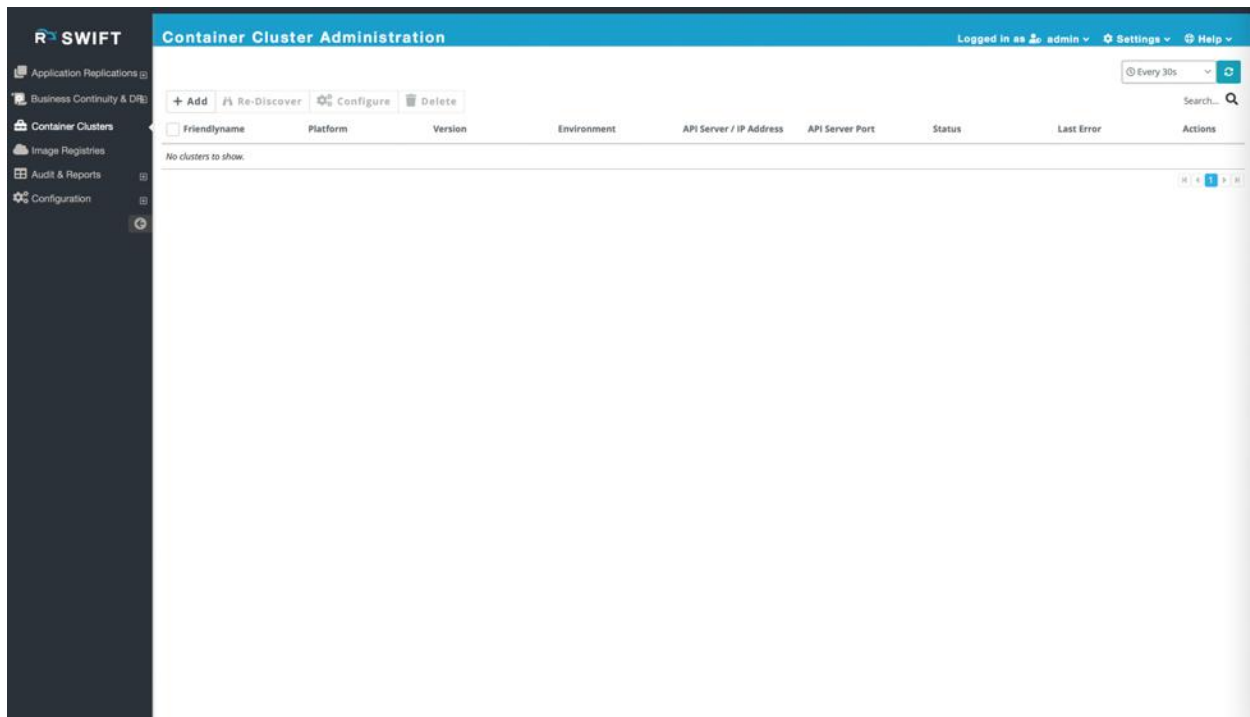 R SWIFT
Container Cluster Administration
Logged in as admin
Settings
Help
Application Replications
Business Continuity & DR
Container Clusters
Image Registries
Audit & Reports
Configuration
Every 30s
+ Add Re-Discover Configure Delete
Search...
Friendlyname Platform Version Environment API Server / IP Address API Server Port Status Last Error Actions
No clusters to show.
1